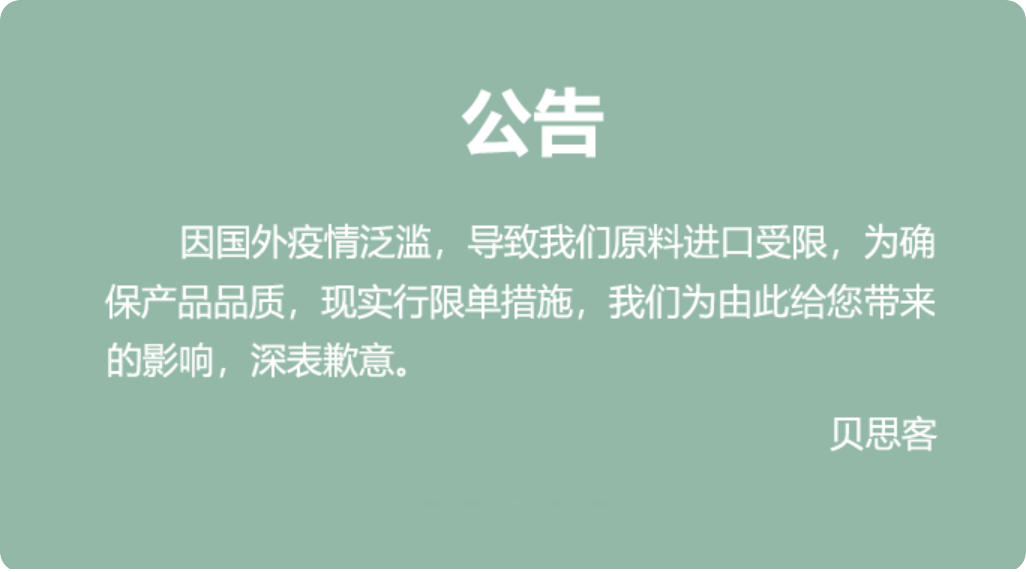 公告
因国外疫情泛滥，导致我们原料进口受限，为确
保产品品质，现实行限单措施，我们为由此给您带来
的影响，深表歉意。
贝思客